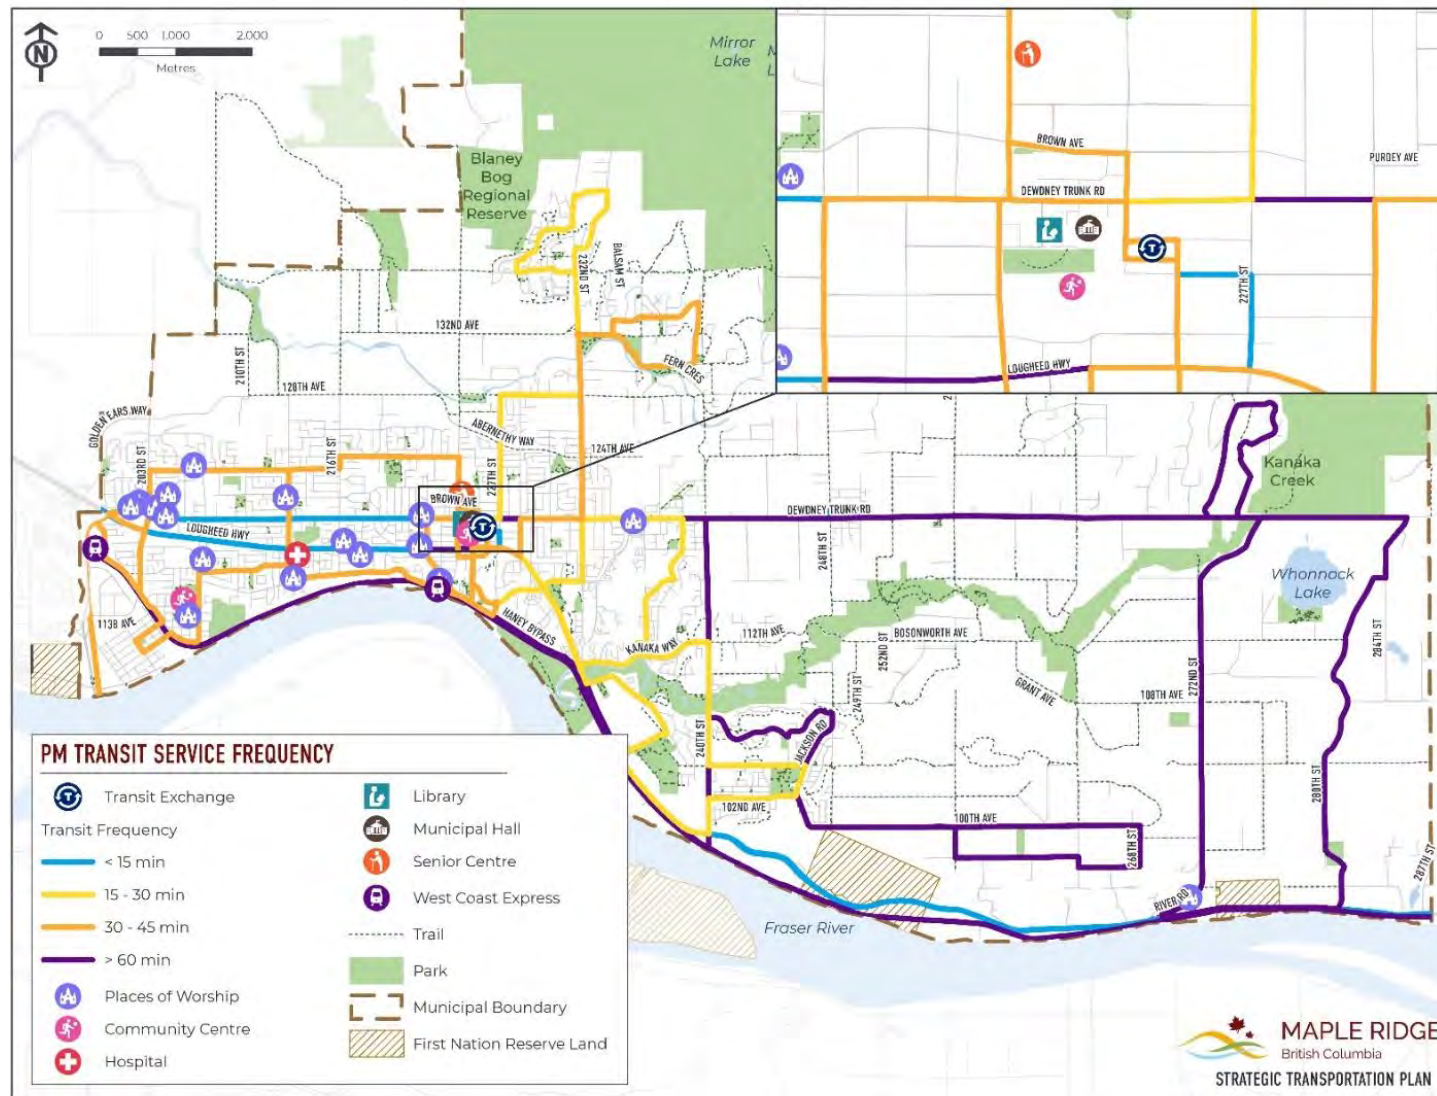 N
0 500 1,000 2,000
Metres
Mirror
Lake
M
L
Blaney
Bog
Regional
Reserve
232ND ST
BALSAM ST
132ND AVE
FERN CRES
210TH ST
128TH AVE
GOLDEN EARS WAY
ABERNETHY WAY
203RD ST
216TH ST
124TH AVE
227TH ST
BROWN AVE
LOUGHEED HWY
DEWDNEY TRUNK RD
113B AVE
HANEY BYPASS
KANAKA WAY
112TH AVE
BOSONWORTH AVE
248TH ST
252ND ST
249TH ST
GRANT AVE
108TH AVE
272ND ST
284TH ST
240TH ST
JACKSON RD
102ND AVE
100TH AVE
268TH ST
280TH ST
287TH ST
RIVER RD
Kanaka
Creek
Whonnock
Lake
Fraser River
BROWN AVE
PURDEY AVE
DEWDNEY TRUNK RD
227TH ST
LOUGHEED HWY
PM TRANSIT SERVICE FREQUENCY
T Transit Exchange
Transit Frequency
< 15 min
15 - 30 min
30 - 45 min
> 60 min
Places of Worship
Community Centre
Hospital
Library
Municipal Hall
Senior Centre
West Coast Express
Trail
Park
Municipal Boundary
First Nation Reserve Land
MAPLE RIDGE
British Columbia
STRATEGIC TRANSPORTATION PLAN